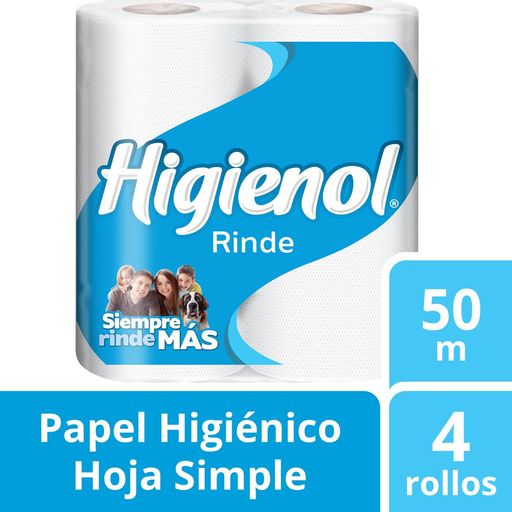 Higienol®
Rinde
Siempre
rinde MÁS
50
m
Papel Higiénico
Hoja Simple
4
rollos